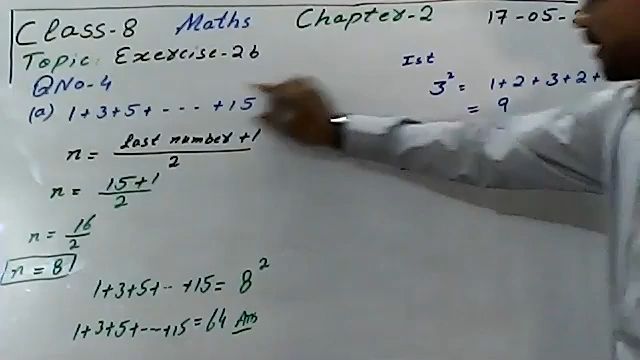 Class-8 Maths Chapter-2 17-05-2
Topic: Exercise-2b
QNo-4
(a) 1+3+5+ - - - +15
n = last number+1 / 2
n = 15+1 / 2
n = 16 / 2
n = 8
1+3+5+ - - +15 = 8²
1+3+5+ - - - +15 = 64 Ans
Ist
3² = 1+2+3+2+
= 9